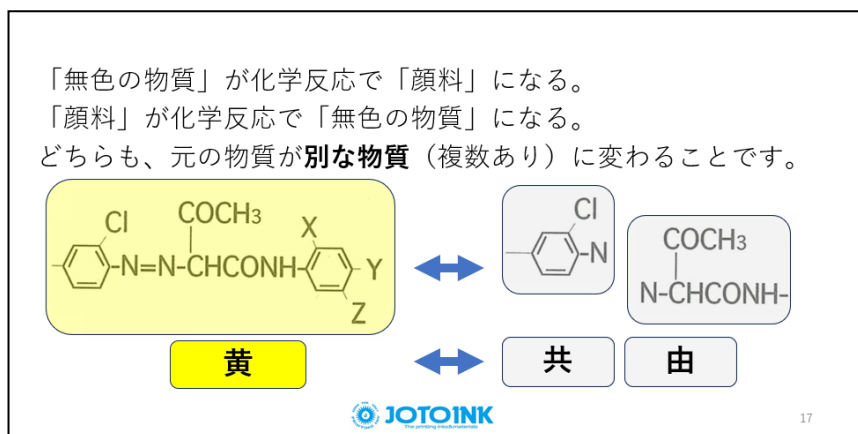 「無色の物質」が化学反応で「顔料」になる。
「顔料」が化学反応で「無色の物質」になる。
どちらも、元の物質が別な物質（複数あり）に変わることです。
Cl
COCH3
X
N=N-CHCONH
Y
Z
Cl
N
COCH3
N-CHCONH-
黄
共
由
JOTOINK
The printing inks&materials
17